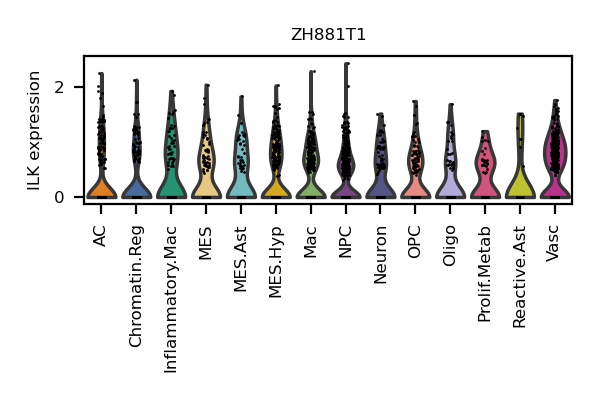 ZH881T1
ILK expression
2
0
AC
Chromatin.Reg
Inflammatory.Mac
MES
MES.Ast
MES.Hyp
Mac
NPC
Neuron
OPC
Oligo
Prolif.Metab
Reactive.Ast
Vasc